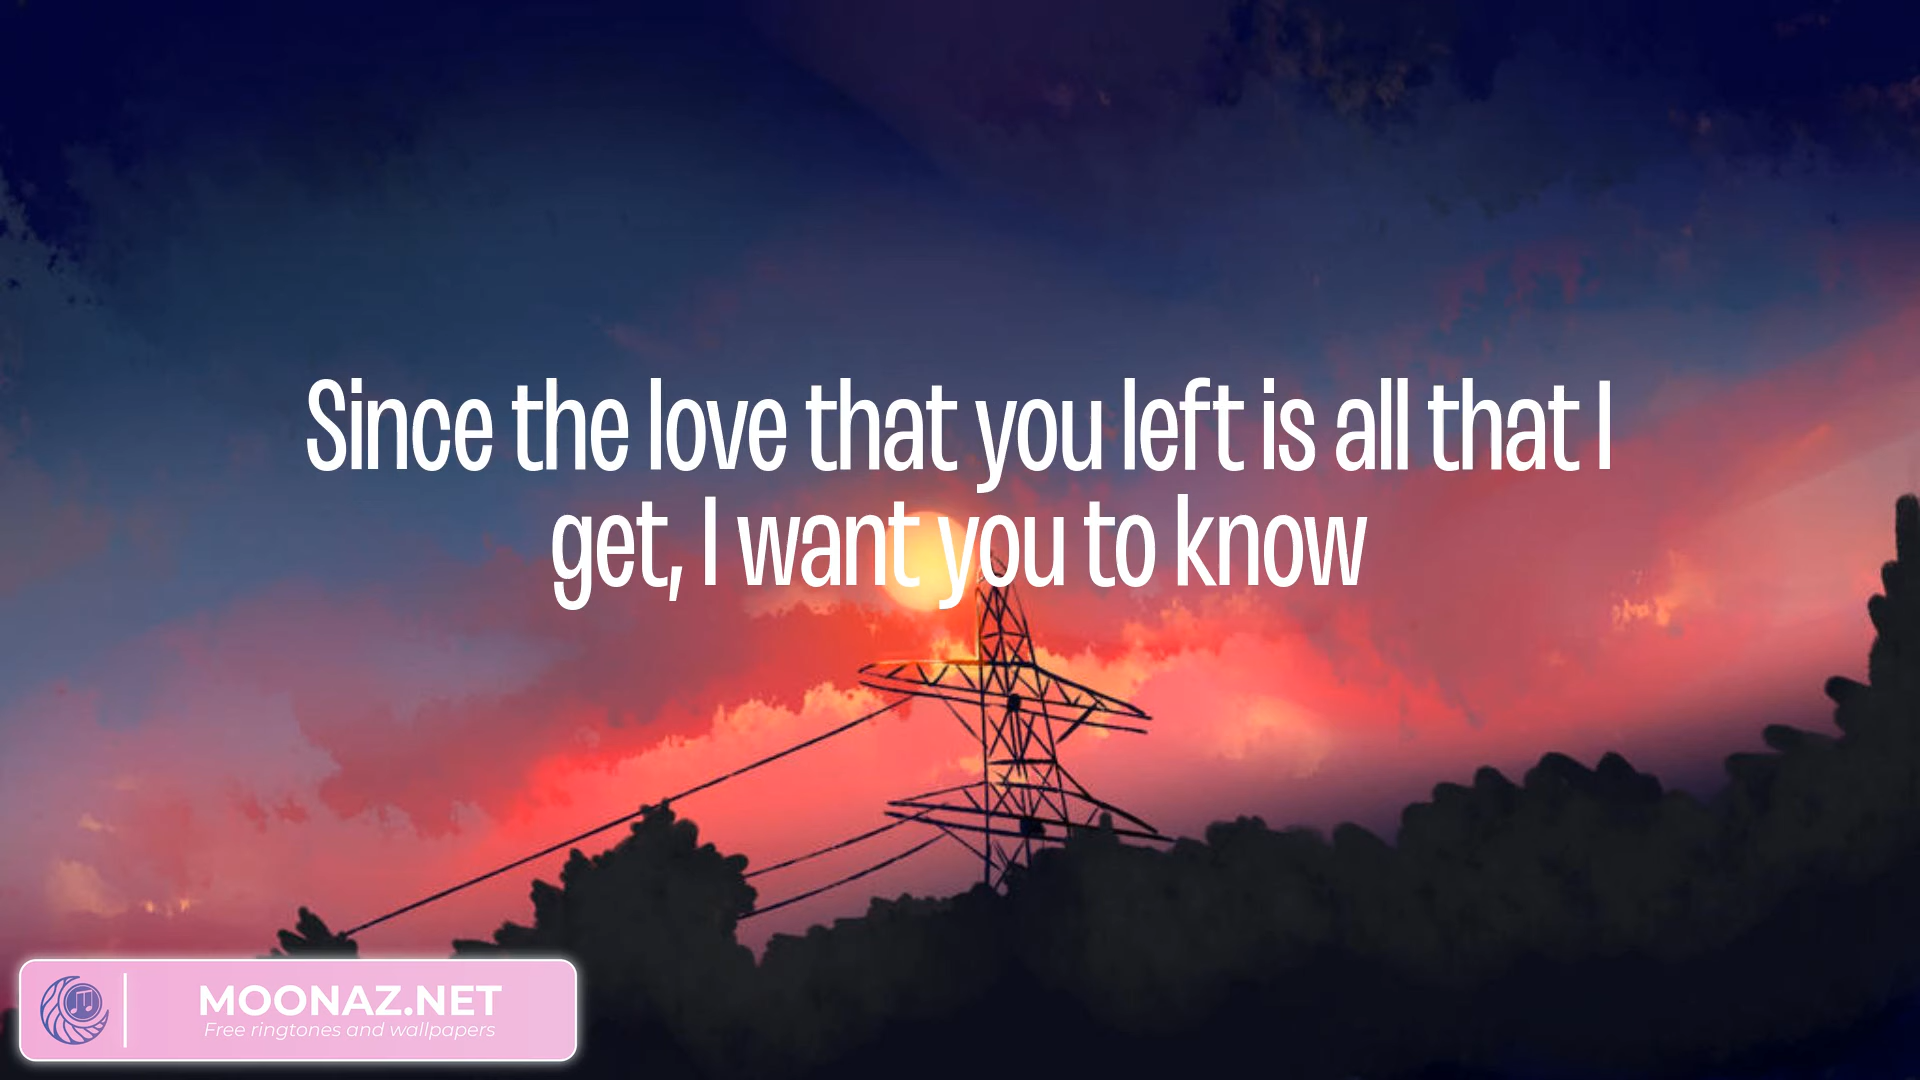 Since the love that you left is all that I
get, I want you to know
MOONAZ.NET
Free ringtones and wallpapers